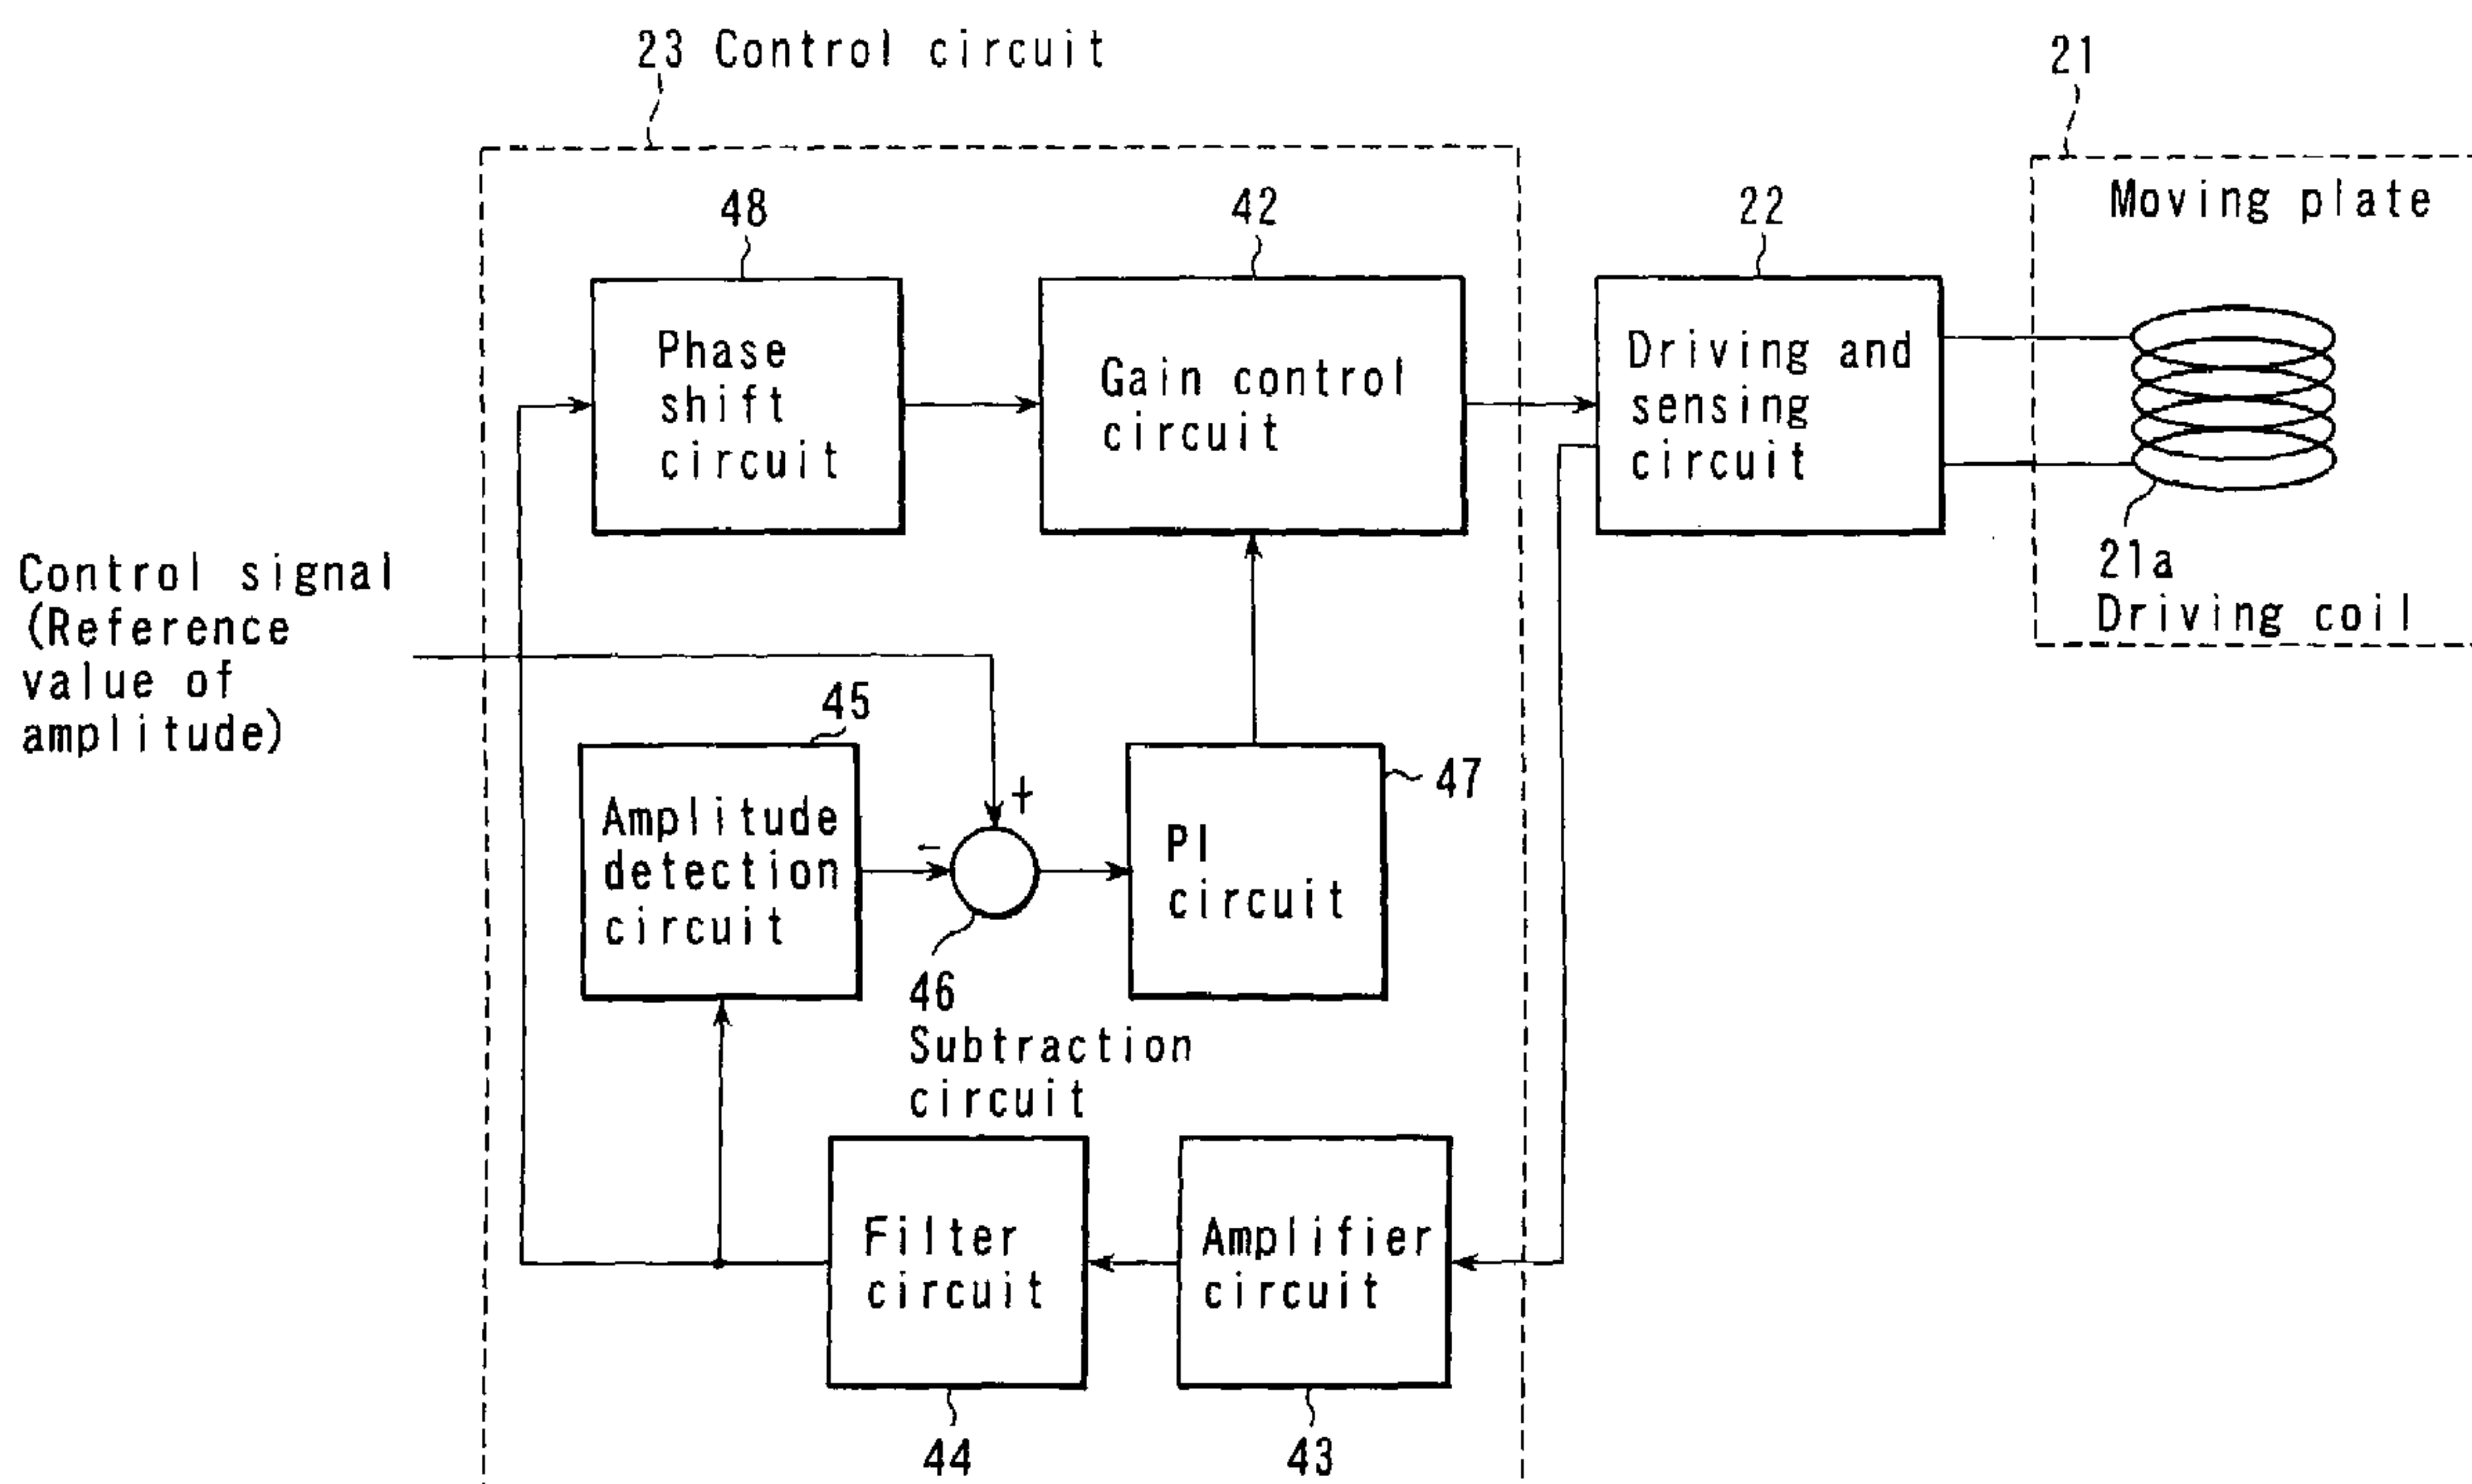 23 Control circuit
21
Moving plate
48
42
22
Phase
shift
circuit
Gain control
circuit
Driving and
sensing
circuit
21a
Driving coil
Control signal
(Reference
value of
amplitude)
45
+
-
47
Amplitude
detection
circuit
PI
circuit
46
Subtraction
circuit
Filter
circuit
Amplifier
circuit
44
43